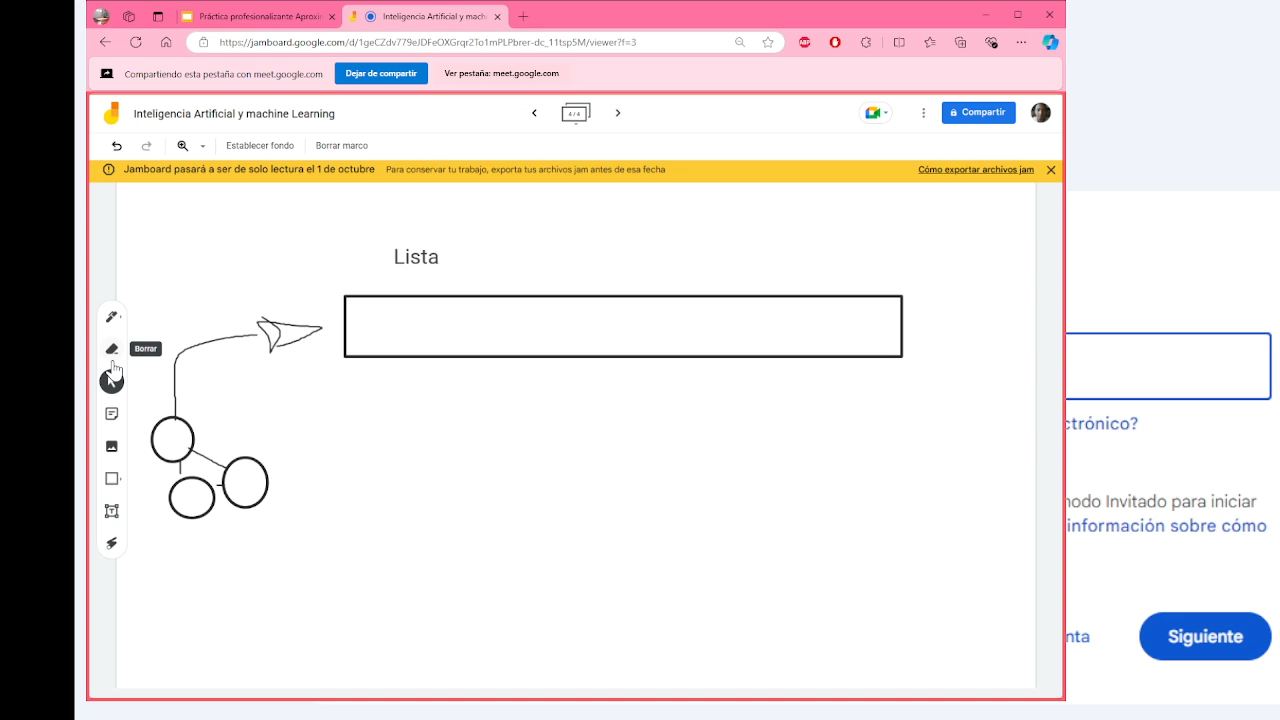 Práctica profesionalizante Aproxin
Inteligencia Artificial y machi
https://jamboard.google.com/d/1geCZdv779eJDFeOXGrqr2To1mPLPbrer-dc_11tsp5M/viewer?f=3
Compartiendo esta pestaña con meet.google.com
Dejar de compartir
Ver pestaña: meet.google.com
Inteligencia Artificial y machine Learning
4/4
Compartir
Establecer fondo
Borrar marco
Jamboard pasará a ser de solo lectura el 1 de octubre
Para conservar tu trabajo, exporta tus archivos jam antes de esa fecha
Cómo exportar archivos jam
Lista
Borrar
ctrónico?
nodo Invitado para iniciar
información sobre cómo
nta
Siguiente